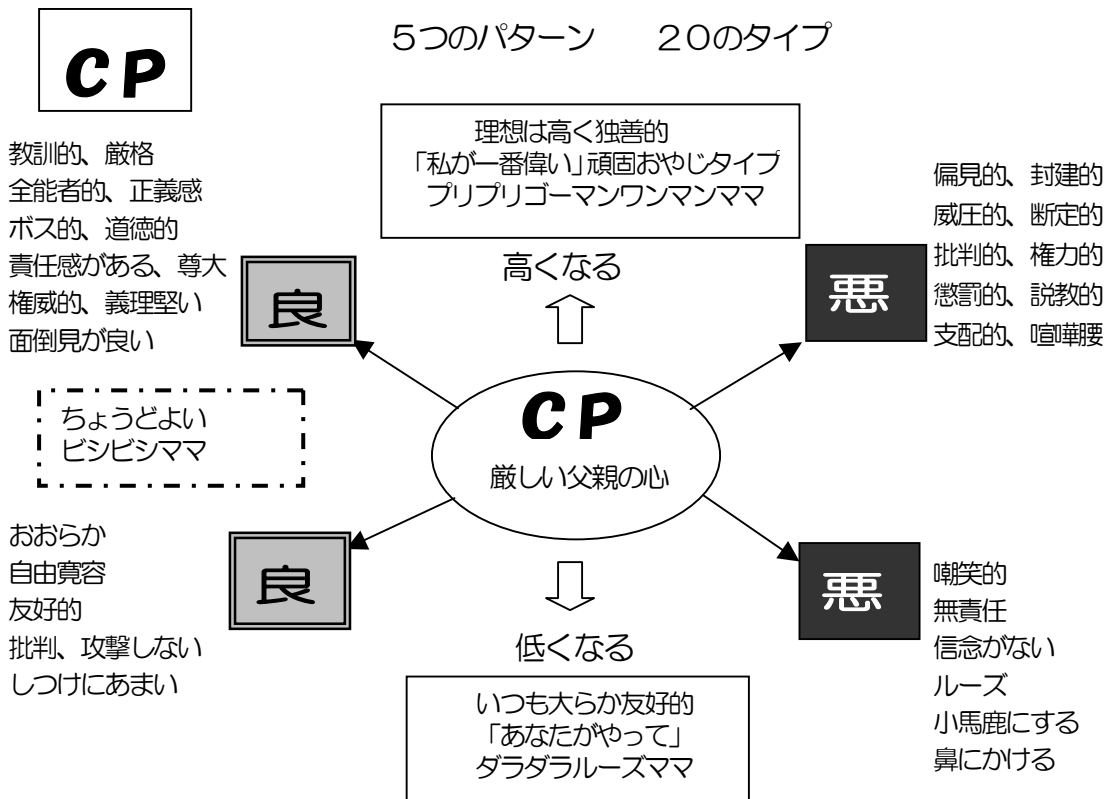 CP
5つのパターン　　20のタイプ
理想は高く独善的
「私が一番偉い」頑固おやじタイプ
プリプリゴーマンワンマンママ
高くなる
教訓的、厳格
全能者的、正義感
ボス的、道徳的
責任感がある、尊大
権威的、義理堅い
面倒見が良い
良
悪
偏見的、封建的
威圧的、断定的
批判的、権力的
懲罰的、説教的
支配的、喧嘩腰
ちょうどよい
ビシビシママ
CP
厳しい父親の心
おおらか
自由寛容
友好的
批判、攻撃しない
しつけにあまい
良
悪
嘲笑的
無責任
信念がない
ルーズ
小馬鹿にする
鼻にかける
低くなる
いつも大らか友好的
「あなたがやって」
ダラダラルーズママ